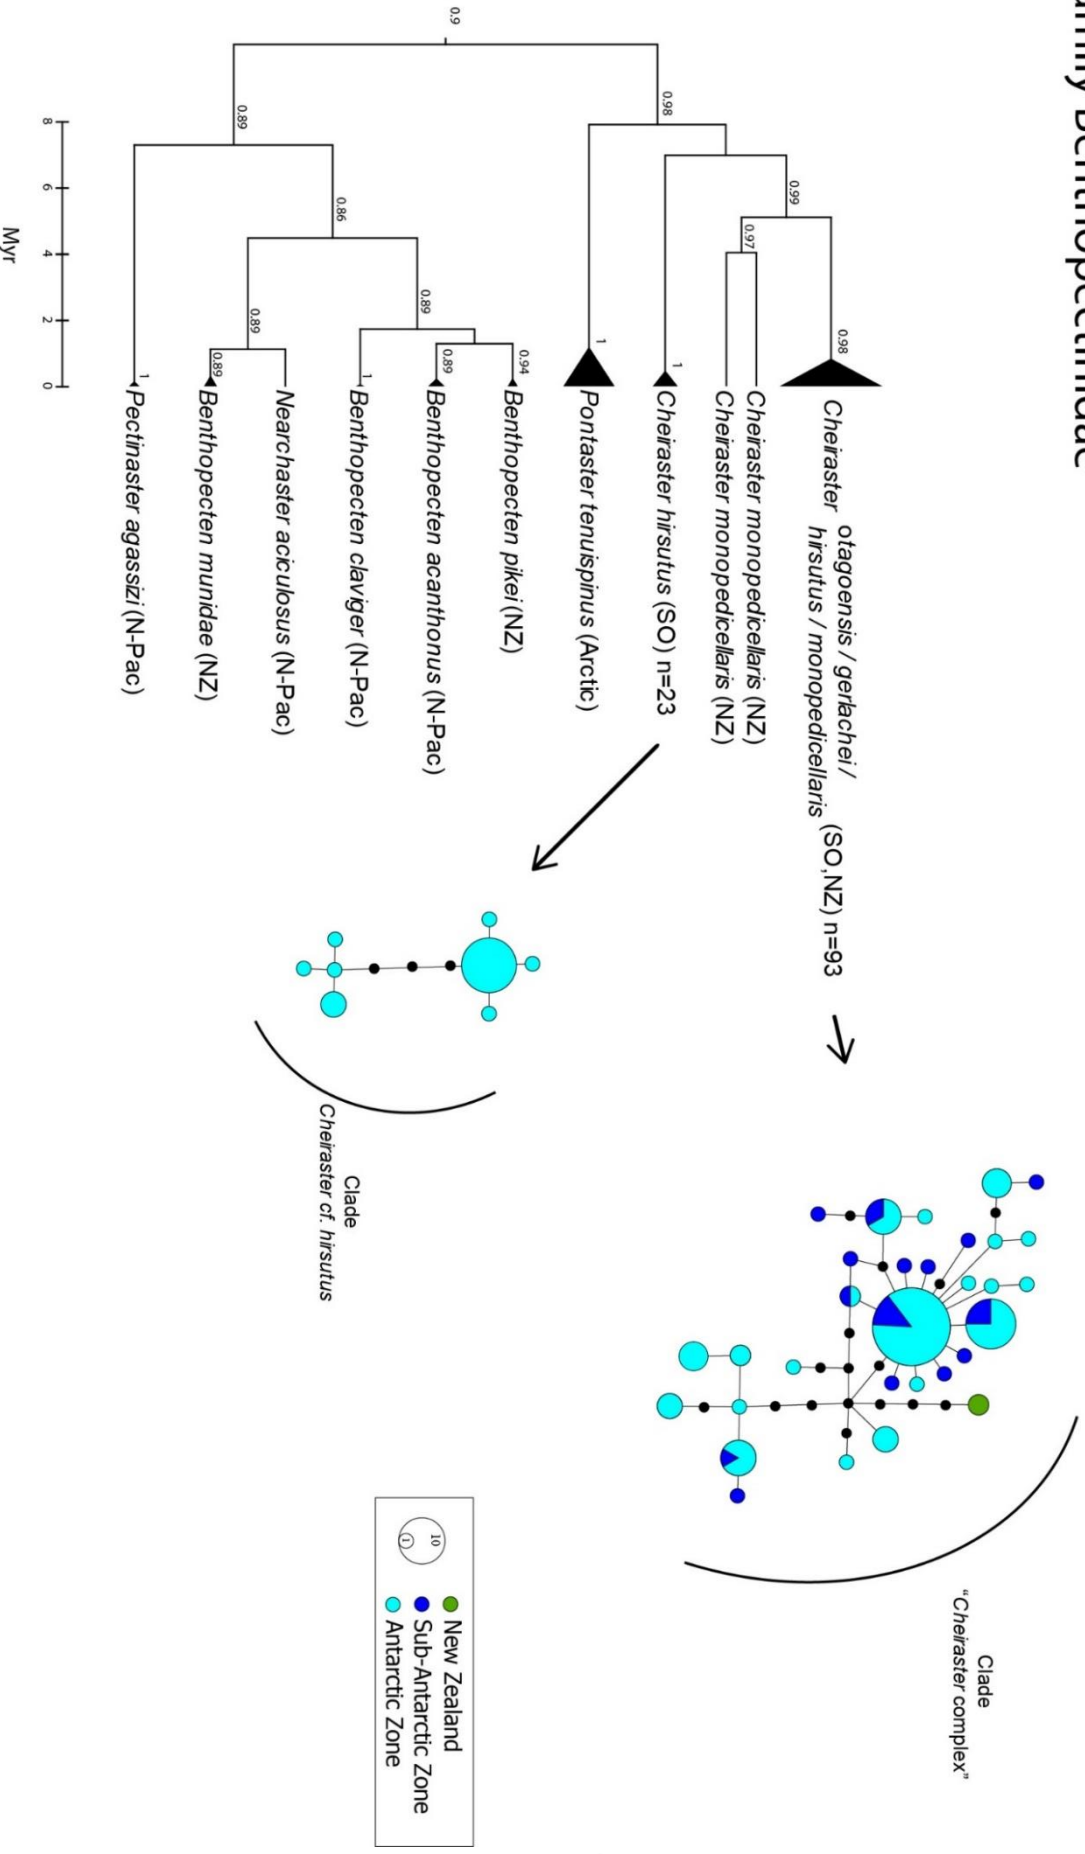 Benthopectinidae
0.9
0.98
0.99
0.98
0.97
1
1
0.89
0.86
0.89
0.94
0.89
1
0.89
0.89
1
Cheiraster otagoensis / gerlachei /
hirsutus / monopedicellaris (SO,NZ) n=93
Cheiraster monopedicellaris (NZ)
Cheiraster monopedicellaris (NZ)
Cheiraster hirsutus (SO) n=23
Pontaster tenuispinus (Arctic)
Benthopecten pikei (NZ)
Benthopecten acanthonus (N-Pac)
Benthopecten claviger (N-Pac)
Nearchaster aciculosus (N-Pac)
Benthopecten munidae (NZ)
Pectinaster agassizi (N-Pac)
8 6 4 2 0
Myr
Clade
"Cheiraster complex"
Clade
Cheiraster cf. hirsutus
10
1
New Zealand
Sub-Antarctic Zone
Antarctic Zone